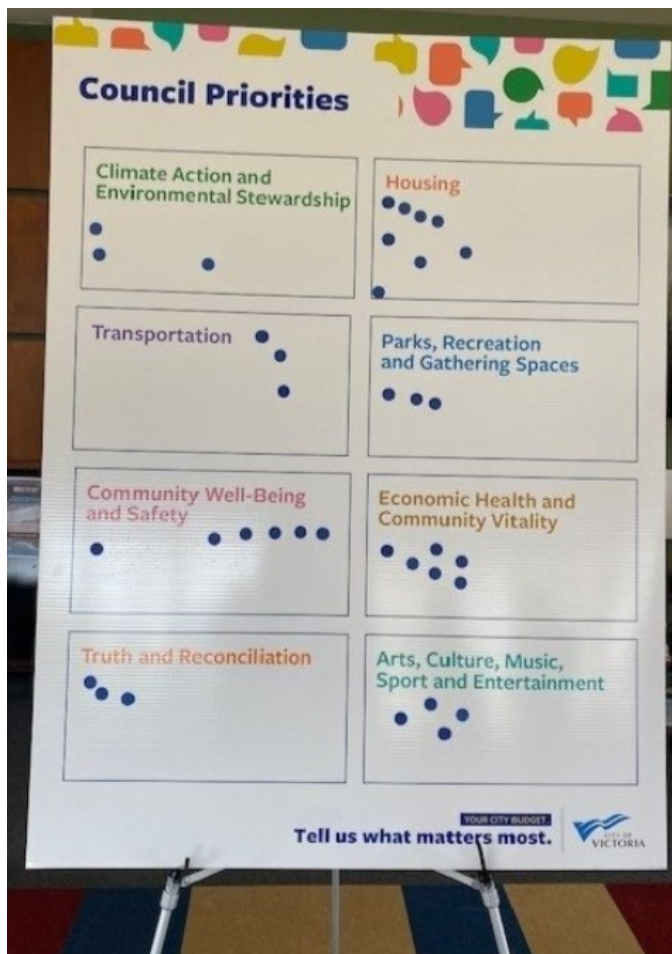 Council Priorities
Climate Action and
Environmental Stewardship
Housing
Transportation
Parks, Recreation
and Gathering Spaces
Community Well-Being
and Safety
Economic Health and
Community Vitality
Truth and Reconciliation
Arts, Culture, Music,
Sport and Entertainment
YOUR CITY BUDGET.
Tell us what matters most.
CITY OF
VICTORIA